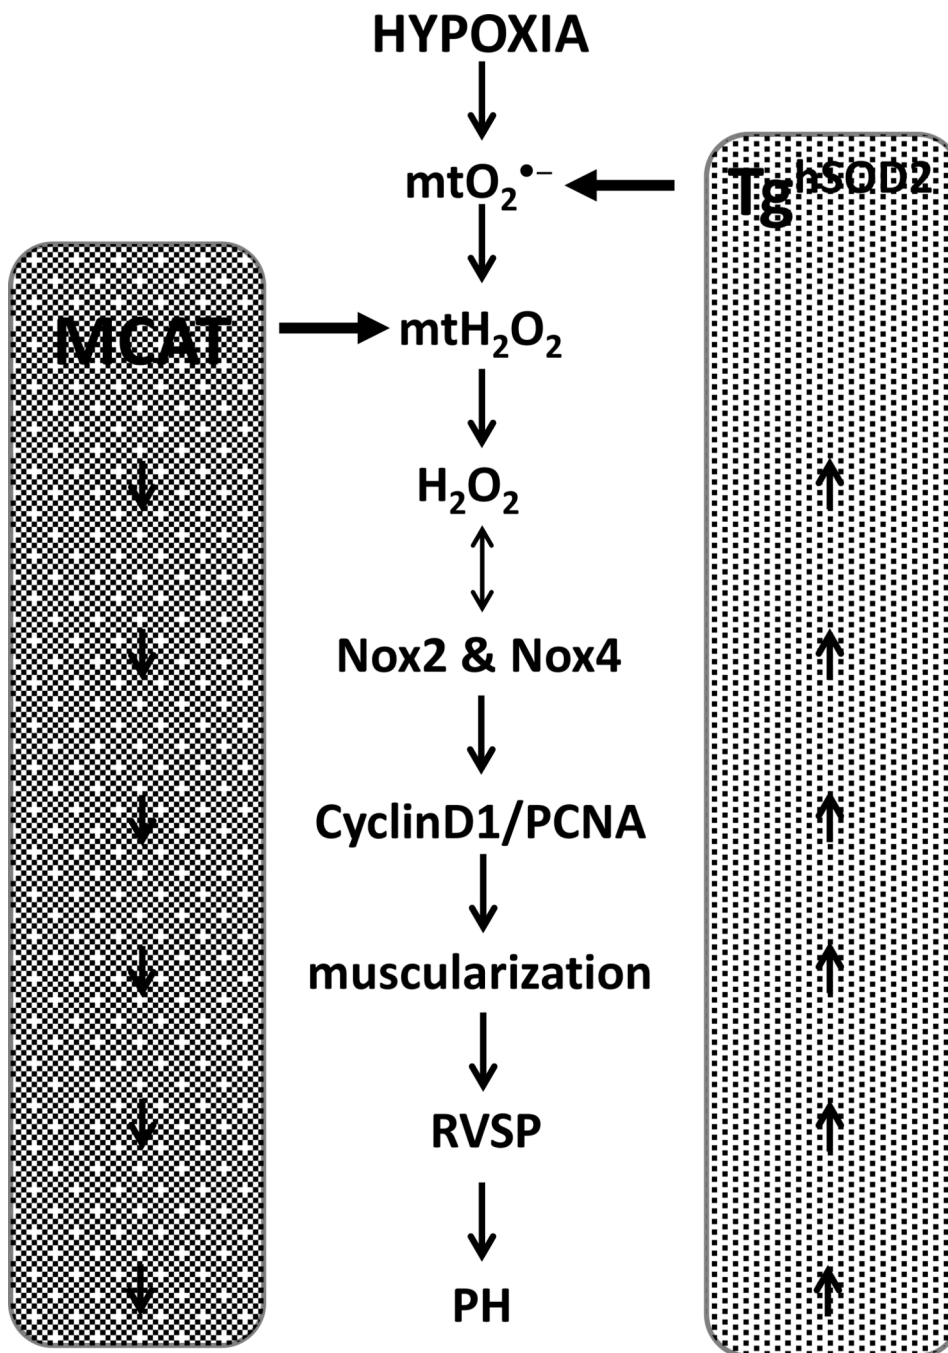 HYPOXIA
mtO₂•–
Tg hSOD2
MCAT
mtH₂O₂
H₂O₂
Nox2 & Nox4
CyclinD1/PCNA
muscularization
RVSP
PH